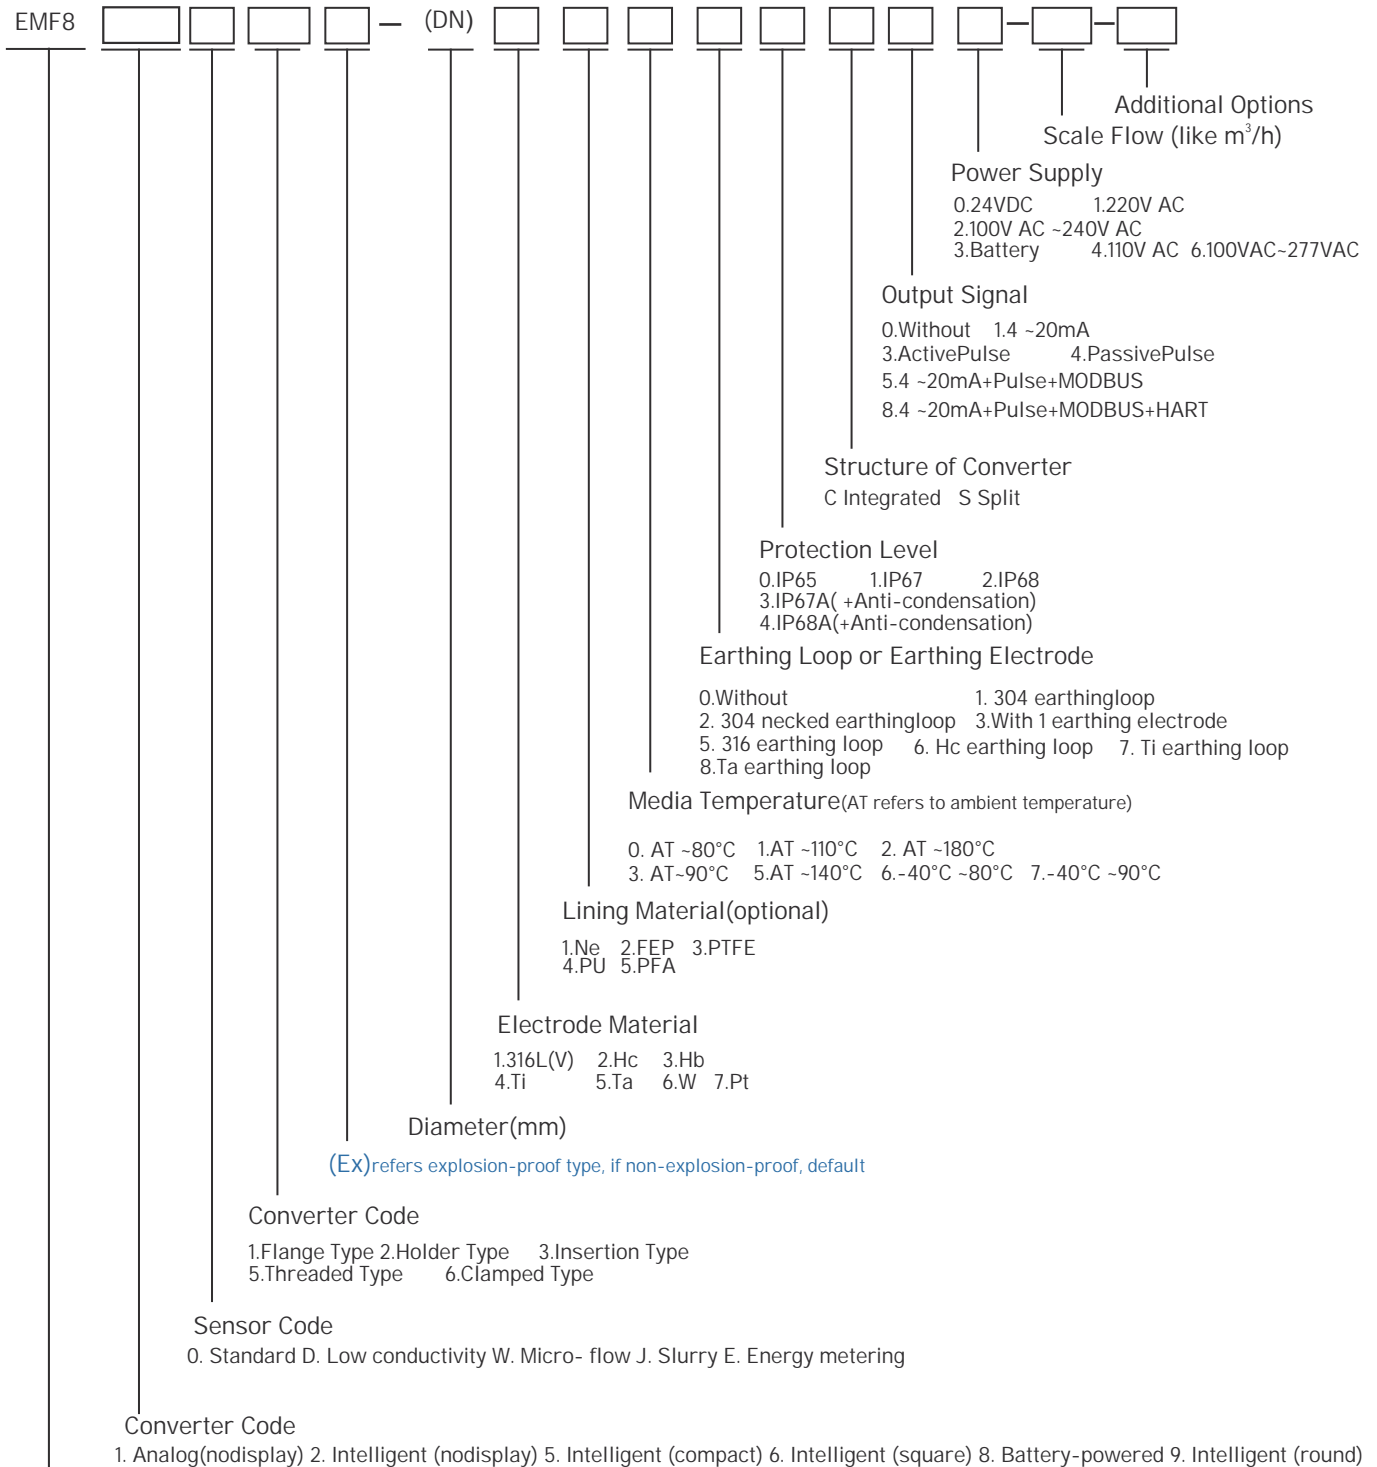 EMF8 (DN)
Additional Options
Scale Flow (like m³/h)
Power Supply
0.24VDC 1.220V AC
2.100V AC ~240V AC
3.Battery 4.110V AC 6.100VAC~277VAC
Output Signal
0.Without 1.4 ~20mA
3.ActivePulse 4.PassivePulse
5.4 ~20mA+Pulse+MODBUS
8.4 ~20mA+Pulse+MODBUS+HART
Structure of Converter
C Integrated S Split
Protection Level
0.IP65 1.IP67 2.IP68
3.IP67A( +Anti-condensation)
4.IP68A(+Anti-condensation)
Earthing Loop or Earthing Electrode
0.Without 1. 304 earthingloop
2. 304 necked earthingloop 3.With 1 earthing electrode
5. 316 earthing loop 6. Hc earthing loop 7. Ti earthing loop
8.Ta earthing loop
Media Temperature(AT refers to ambient temperature)
0. AT ~80°C 1.AT ~110°C 2. AT ~180°C
3. AT~90°C 5.AT ~140°C 6.-40°C ~80°C 7.-40°C ~90°C
Lining Material(optional)
1.Ne 2.FEP 3.PTFE
4.PU 5.PFA
Electrode Material
1.316L(V) 2.Hc 3.Hb
4.Ti 5.Ta 6.W 7.Pt
Diameter(mm)
(Ex)refers explosion-proof type, if non-explosion-proof, default
Converter Code
1.Flange Type 2.Holder Type 3.Insertion Type
5.Threaded Type 6.Clamped Type
Sensor Code
0. Standard D. Low conductivity W. Micro- flow J. Slurry E. Energy metering
Converter Code
1. Analog(nodisplay) 2. Intelligent (nodisplay) 5. Intelligent (compact) 6. Intelligent (square) 8. Battery-powered 9. Intelligent (round)